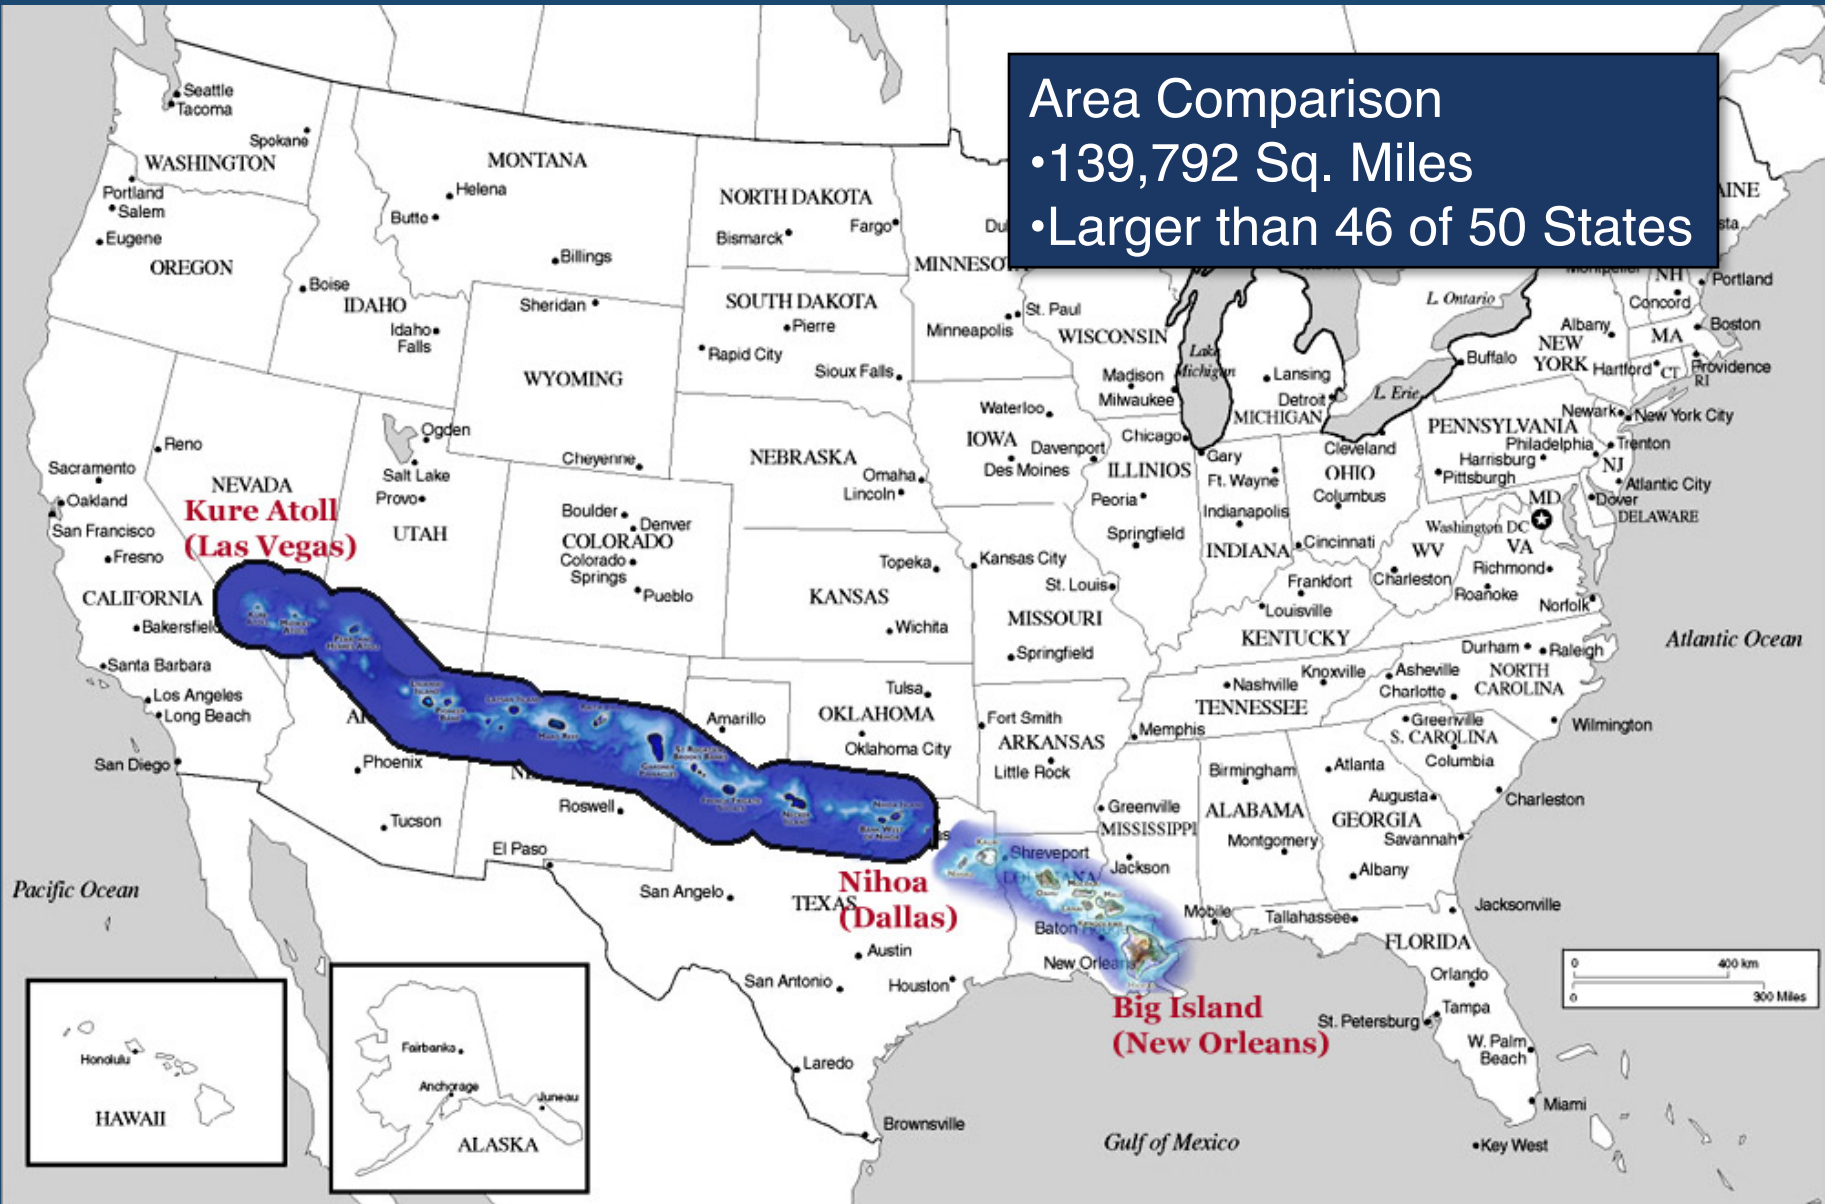 Area Comparison
•139,792 Sq. Miles
•Larger than 46 of 50 States
Seattle
Tacoma
Spokane
WASHINGTON
Portland
Salem
Eugene
OREGON
MONTANA
Helena
Butte
Billings
Boise
IDAHO
Idaho
Falls
NORTH DAKOTA
Bismarck
Fargo
SOUTH DAKOTA
Pierre
Rapid City
Sioux Falls
Sheridan
WYOMING
Cheyenne
St. Paul
Minneapolis
WISCONSIN
Madison
Milwaukee
Lansing
Detroit
MICHIGAN
L. Ontario
L. Erie
Buffalo
Albany
NEW
YORK
NH
Concord
Portland
MA
Boston
Hartford
CT
Providence
RI
Newark
New York City
PENNSYLVANIA
Philadelphia
Trenton
Harrisburg
Pittsburgh
NJ
Atlantic City
MD
Dover
DELAWARE
Washington DC
WV
VA
Richmond
Charleston
Roanoke
Norfolk
Reno
Sacramento
Oakland
San Francisco
Fresno
NEVADA
CALIFORNIA
Santa Barbara
Los Angeles
Long Beach
San Diego
Ogden
Salt Lake
Provo
UTAH
Kure Atoll
(Las Vegas)
Boulder
Denver
COLORADO
Colorado
Springs
Pueblo
NEBRASKA
Omaha
Lincoln
Waterloo
IOWA
Davenport
Des Moines
Chicago
ILLINIOS
Peoria
Springfield
Gary
Ft. Wayne
Indianapolis
INDIANA
Cleveland
OHIO
Columbus
Cincinnati
Topeka
KANSAS
Wichita
Kansas City
St. Louis
MISSOURI
Springfield
Frankfort
Louisville
KENTUCKY
Durham
Raleigh
Knoxville
Asheville
NORTH
CAROLINA
Charlotte
Nashville
TENNESSEE
Memphis
Wilmington
Greenville
S. CAROLINA
Columbia
Charleston
Phoenix
Tucson
Roswell
El Paso
Amarillo
Tulsa
OKLAHOMA
Oklahoma City
Fort Smith
ARKANSAS
Little Rock
Birmingham
ALABAMA
Montgomery
Atlanta
Augusta
GEORGIA
Savannah
Albany
Greenville
MISSISSIPPI
Jackson
Shreveport
Baton
Mobile
Nihoa
(Dallas)
San Angelo
TEXAS
Austin
San Antonio
Houston
Laredo
Brownsville
Big Island
(New Orleans)
Tallahassee
Jacksonville
FLORIDA
Orlando
Tampa
St. Petersburg
W. Palm
Beach
Miami
Key West
Pacific Ocean
Atlantic Ocean
Gulf of Mexico
0 400 km
0 300 Miles
Honolulu
HAWAII
Fairbanks
Anchorage
Juneau
ALASKA